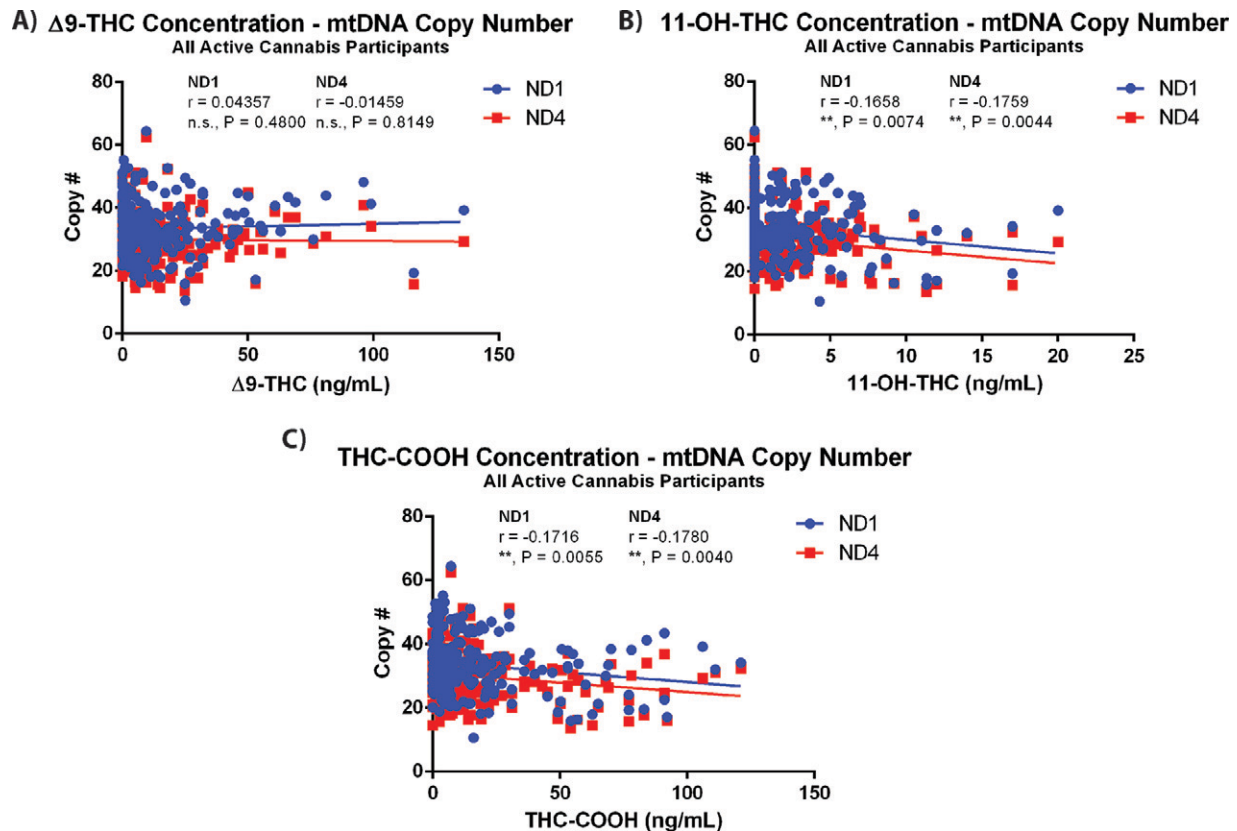 A) Δ9-THC Concentration - mtDNA Copy Number
All Active Cannabis Participants
ND1 ND4
r = 0.04357 r = -0.01459
n.s., P = 0.4800 n.s., P = 0.8149
ND1
ND4
Copy #
80
60
40
20
0
0 50 100 150
Δ9-THC (ng/mL)
B) 11-OH-THC Concentration - mtDNA Copy Number
All Active Cannabis Participants
ND1 ND4
r = -0.1658 r = -0.1759
**, P = 0.0074 **, P = 0.0044
ND1
ND4
Copy #
80
60
40
20
0
0 5 10 15 20 25
11-OH-THC (ng/mL)
C)
THC-COOH Concentration - mtDNA Copy Number
All Active Cannabis Participants
ND1 ND4
r = -0.1716 r = -0.1780
**, P = 0.0055 **, P = 0.0040
ND1
ND4
Copy #
80
60
40
20
0
0 50 100 150
THC-COOH (ng/mL)